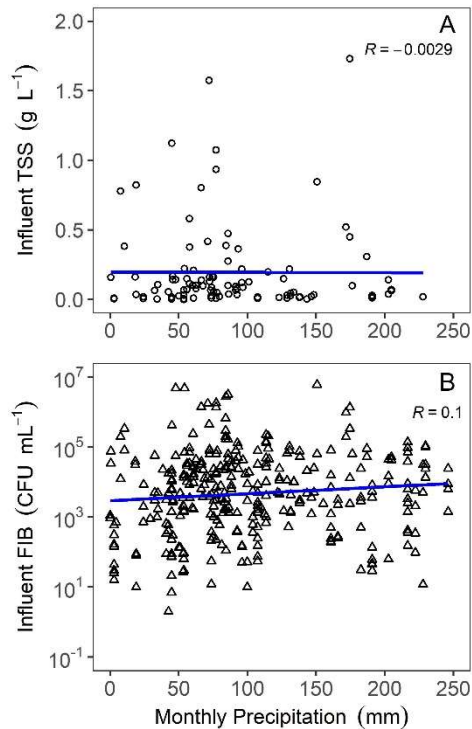 A
R = −0.0029
Influent TSS (g L⁻¹)
2.0
1.5
1.0
0.5
0.0
0 50 100 150 200 250
B
R = 0.1
Influent FIB (CFU mL⁻¹)
10⁷
10⁵
10³
10¹
10⁻¹
0 50 100 150 200 250
Monthly Precipitation (mm)